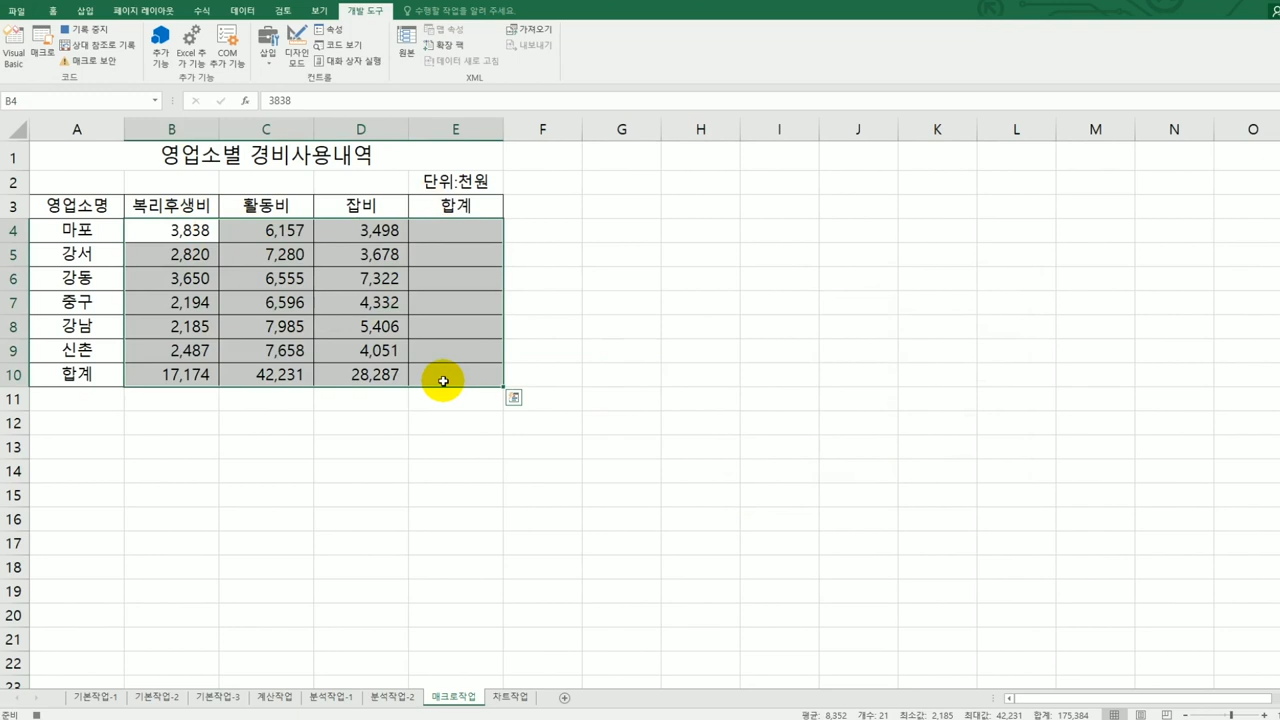 파일 홈 삽입 페이지 레이아웃 수식 데이터 검토 보기 개발 도구 수행할 작업을 알려 주세요.
Visual Basic 매크로 기록 중지 상대 참조로 기록 매크로 보안
추가 기능 Excel 추가 기능 COM 추가 기능
삽입 디자인 모드 속성 코드 보기 대화 상자 실행
원본 맵 속성 확장 팩 데이터 새로 고침 가져오기 내보내기
코드 추가 기능 컨트롤 XML
B4 fx 3838
A B C D E F G H I J K L M N O
1 영업소별 경비사용내역
2 단위:천원
3 영업소명 복리후생비 활동비 잡비 합계
4 마포 3,838 6,157 3,498
5 강서 2,820 7,280 3,678
6 강동 3,650 6,555 7,322
7 중구 2,194 6,596 4,332
8 강남 2,185 7,985 5,406
9 신촌 2,487 7,658 4,051
10 합계 17,174 42,231 28,287
11
12
13
14
15
16
17
18
19
20
21
22
23
기본작업-1 기본작업-2 기본작업-3 계산작업 분석작업-1 분석작업-2 매크로작업 차트작업
준비 평균: 8,352 개수: 21 최소값: 2,185 최대값: 42,231 합계: 175,384